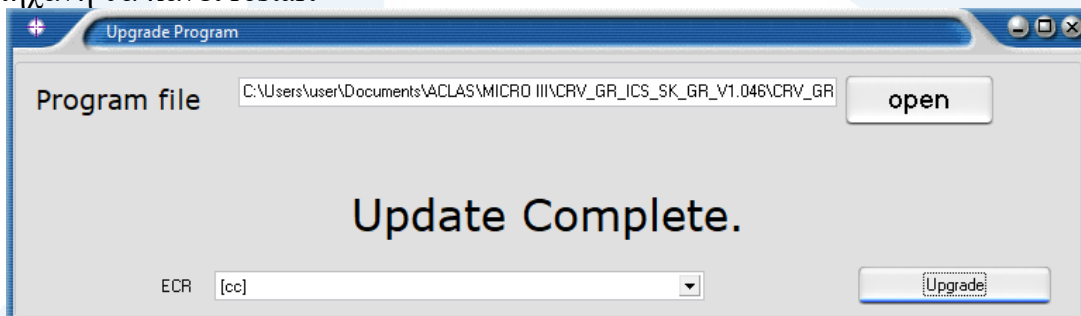 Upgrade Program
Program file C:\Users\user\Documents\ACLAS\MICRO III\CRV_GR_ICS_SK_GR_V1.046\CRV_GR open
Update Complete.
ECR [cc] Upgrade